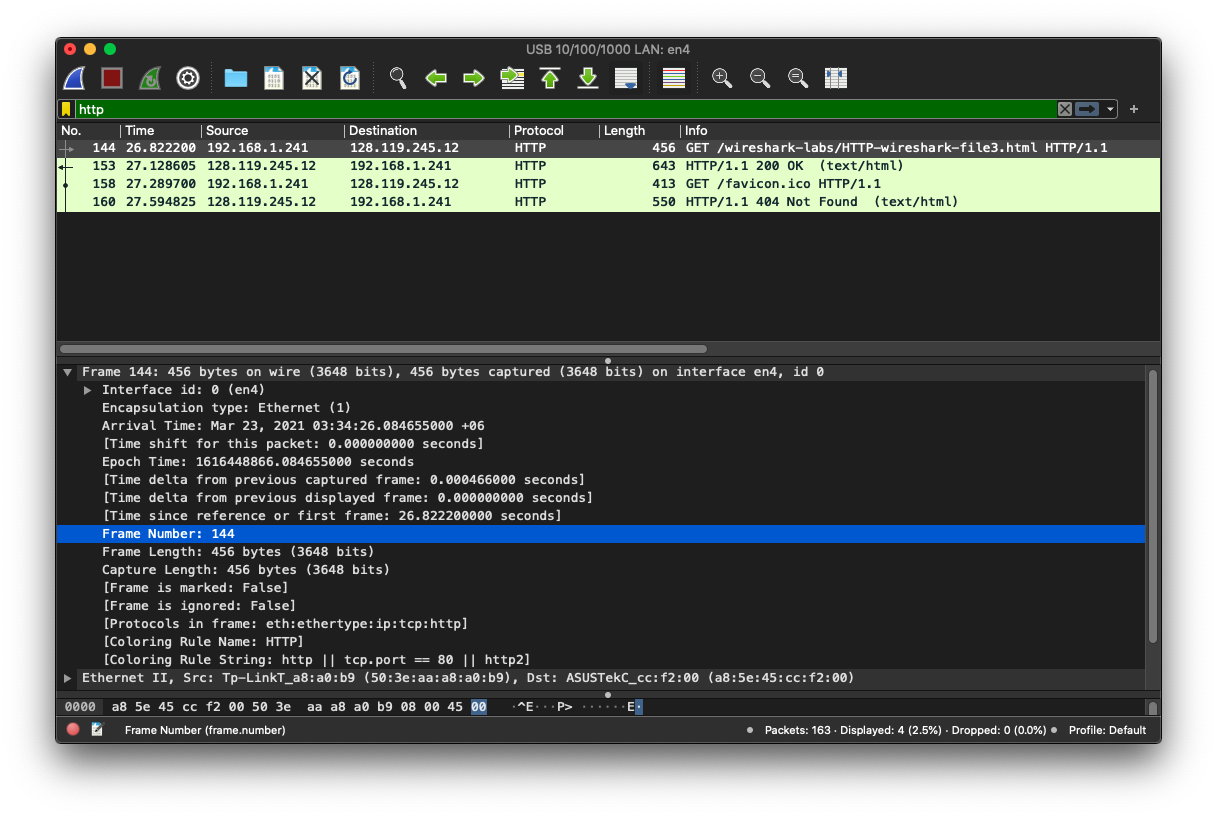 USB 10/100/1000 LAN: en4
http
No. Time Source Destination Protocol Length Info
144 26.822200 192.168.1.241 128.119.245.12 HTTP 456 GET /wireshark-labs/HTTP-wireshark-file3.html HTTP/1.1
153 27.128605 128.119.245.12 192.168.1.241 HTTP 643 HTTP/1.1 200 OK (text/html)
158 27.289700 192.168.1.241 128.119.245.12 HTTP 413 GET /favicon.ico HTTP/1.1
160 27.594825 128.119.245.12 192.168.1.241 HTTP 550 HTTP/1.1 404 Not Found (text/html)
Frame 144: 456 bytes on wire (3648 bits), 456 bytes captured (3648 bits) on interface en4, id 0
Interface id: 0 (en4)
Encapsulation type: Ethernet (1)
Arrival Time: Mar 23, 2021 03:34:26.084655000 +06
[Time shift for this packet: 0.000000000 seconds]
Epoch Time: 1616448866.084655000 seconds
[Time delta from previous captured frame: 0.000466000 seconds]
[Time delta from previous displayed frame: 0.000000000 seconds]
[Time since reference or first frame: 26.822200000 seconds]
Frame Number: 144
Frame Length: 456 bytes (3648 bits)
Capture Length: 456 bytes (3648 bits)
[Frame is marked: False]
[Frame is ignored: False]
[Protocols in frame: eth:ethertype:ip:tcp:http]
[Coloring Rule Name: HTTP]
[Coloring Rule String: http || tcp.port == 80 || http2]
Ethernet II, Src: Tp-LinkT_a8:a0:b9 (50:3e:aa:a8:a0:b9), Dst: ASUSTekC_cc:f2:00 (a8:5e:45:cc:f2:00)
0000 a8 5e 45 cc f2 00 50 3e aa a8 a0 b9 08 00 45 00 ·^E···P> ······E·
Frame Number (frame.number)
Packets: 163 · Displayed: 4 (2.5%) · Dropped: 0 (0.0%)
Profile: Default